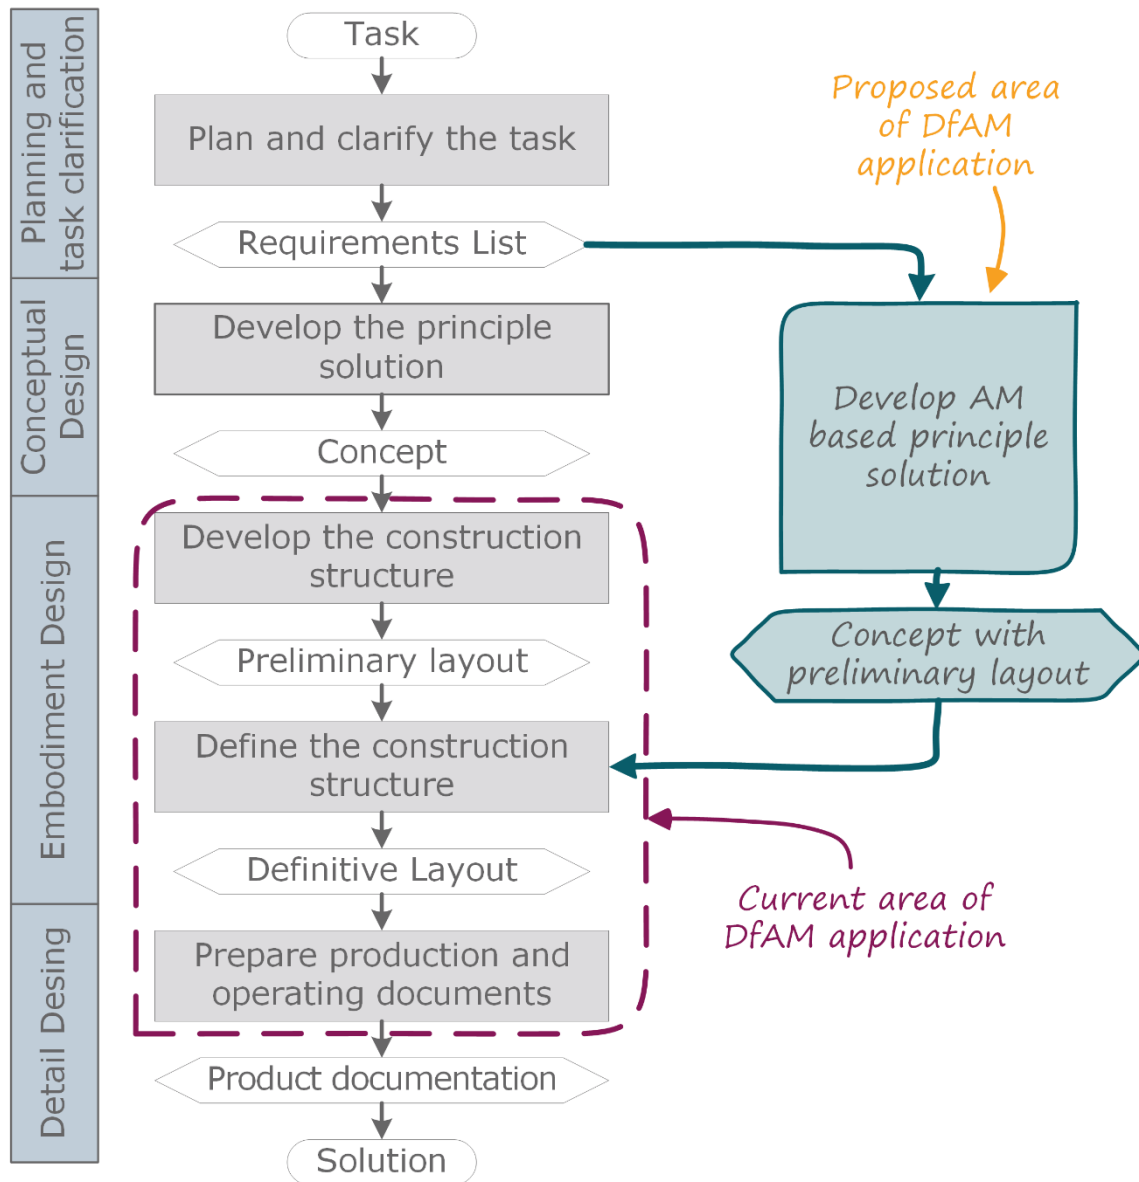 Planning and
task clarification
Conceptual
Design
Embodiment Design
Detail Desing
Task
Plan and clarify the task
Requirements List
Develop the principle
solution
Concept
Develop the construction
structure
Preliminary layout
Define the construction
structure
Definitive Layout
Prepare production and
operating documents
Product documentation
Solution
Proposed area
of DfAM
application
Develop AM
based principle
solution
Concept with
preliminary layout
Current area of
DfAM application